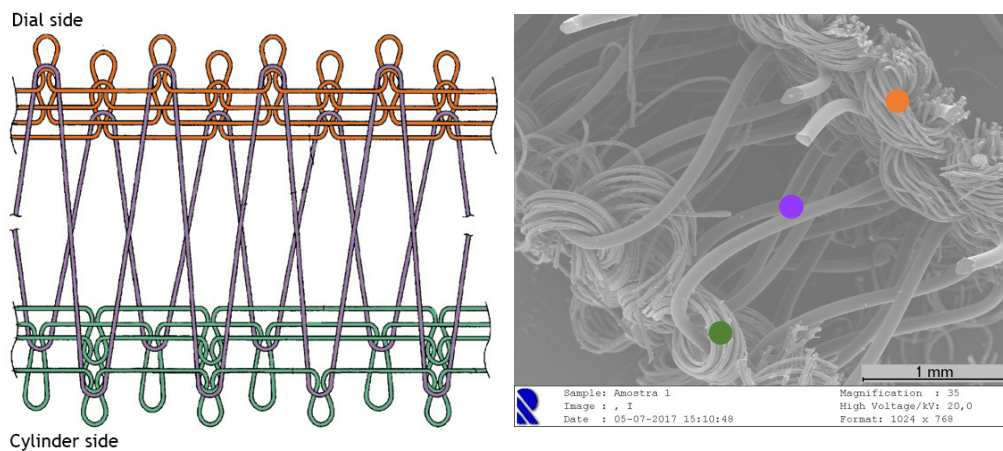 Dial side
Cylinder side
1 mm
Sample: Amostra 1
Image : , I
Date : 05-07-2017 15:10:48
Magnification : 35
High Voltage/kV: 20,0
Format: 1024 x 768